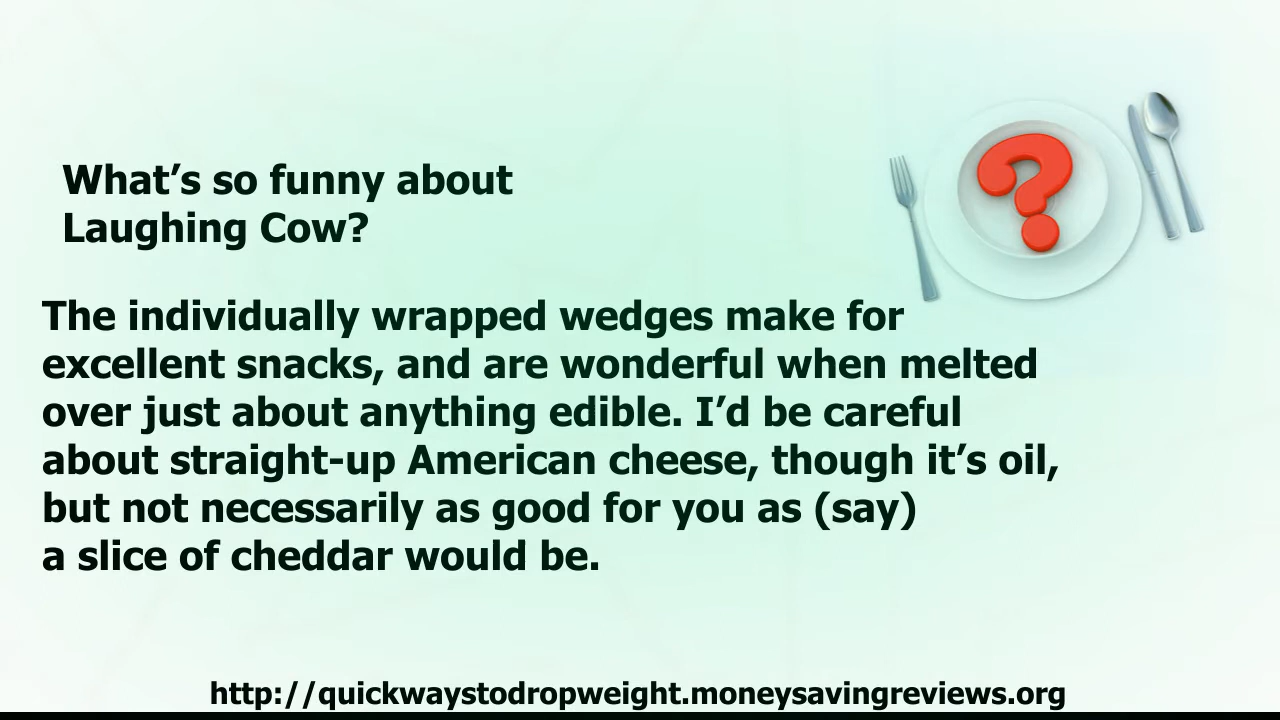 What’s so funny about
Laughing Cow?
The individually wrapped wedges make for
excellent snacks, and are wonderful when melted
over just about anything edible. I’d be careful
about straight-up American cheese, though it’s oil,
but not necessarily as good for you as (say)
a slice of cheddar would be.
http://quickwaystodropweight.moneysavingreviews.org